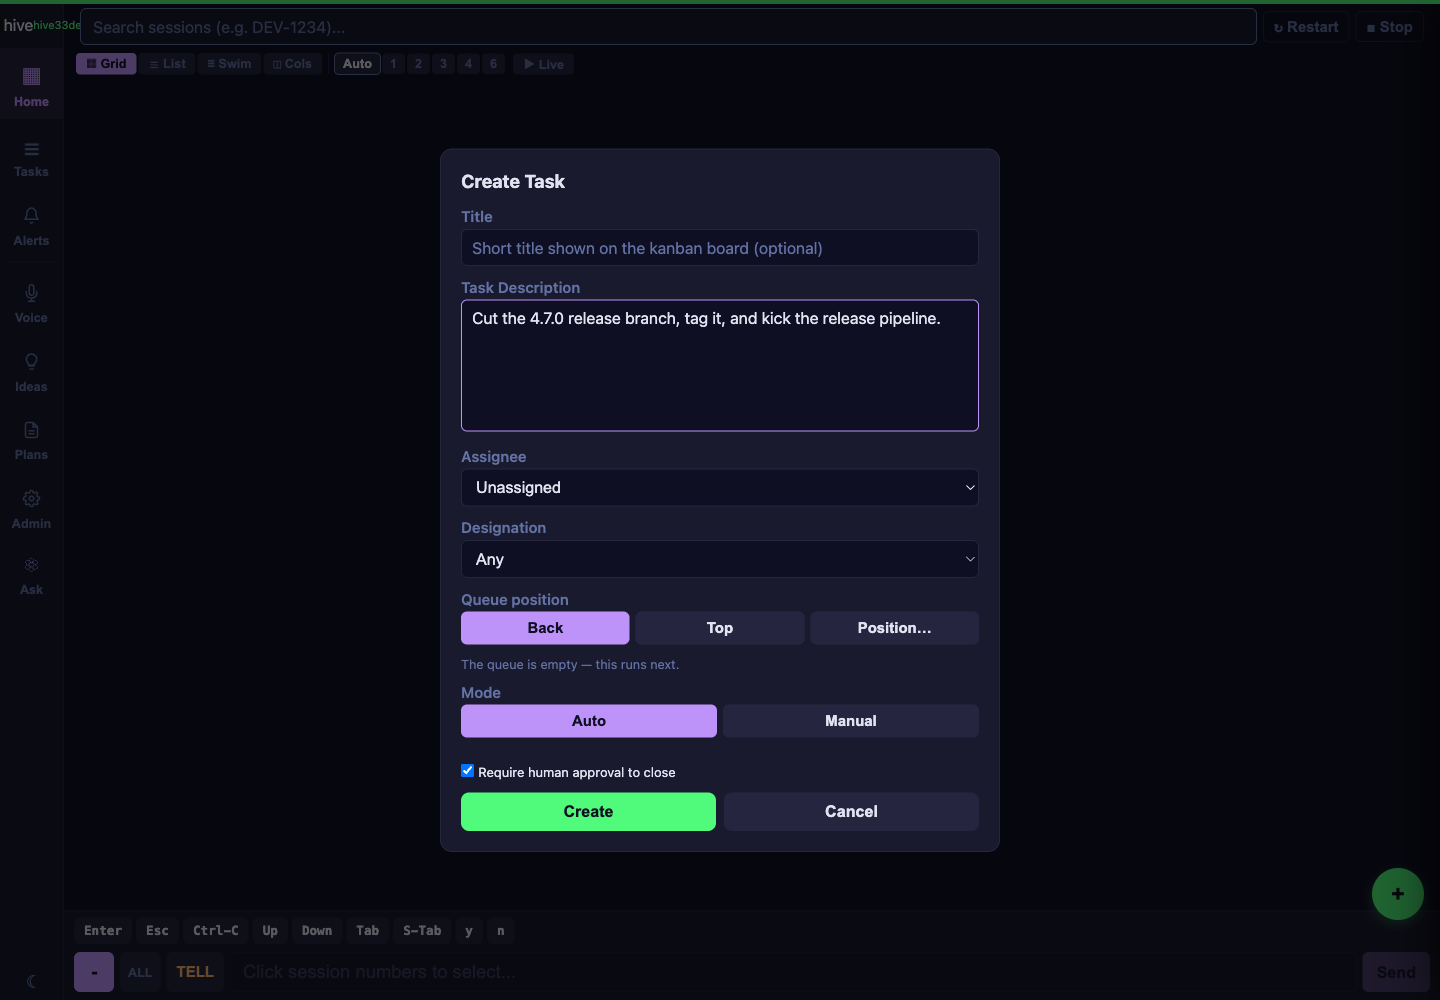 hivehive33de
Search sessions (e.g. DEV-1234)...
↻ Restart
■ Stop
Grid
List
Swim
Cols
Auto
1
2
3
4
6
▶ Live
Home
Tasks
Alerts
Voice
Ideas
Plans
Admin
Ask
Create Task
Title
Short title shown on the kanban board (optional)
Task Description
Cut the 4.7.0 release branch, tag it, and kick the release pipeline.
Assignee
Unassigned
Designation
Any
Queue position
Back
Top
Position...
The queue is empty — this runs next.
Mode
Auto
Manual
Require human approval to close
Create
Cancel
+
Enter
Esc
Ctrl-C
Up
Down
Tab
S-Tab
y
n
-
ALL
TELL
Click session numbers to select...
Send